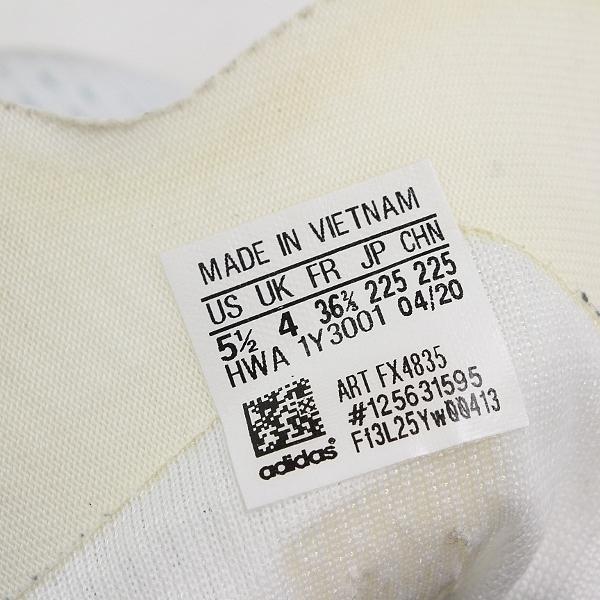 MADE IN VIETNAM
US UK FR JP CHN
5½ 4 36⅔ 225 225
HWA 1Y3001 04/20
ART FX4835
#125631595
F13L25YW00413
adidas®